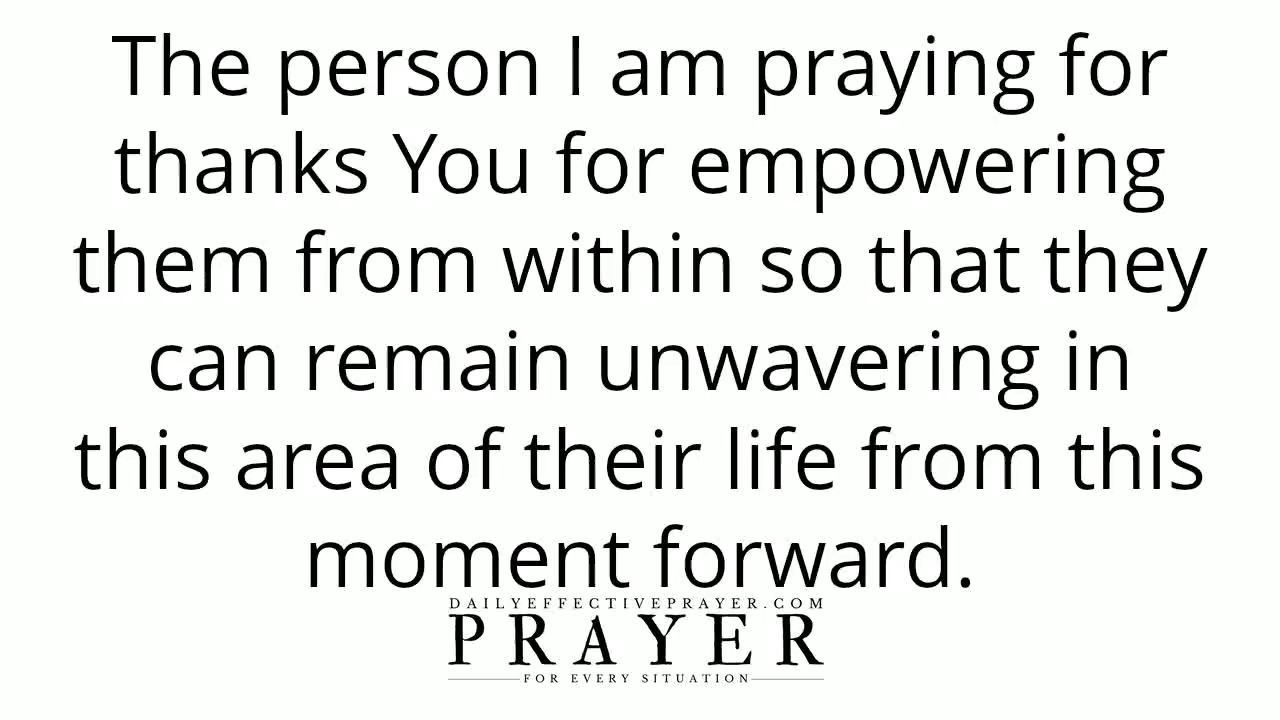 The person I am praying for
thanks You for empowering
them from within so that they
can remain unwavering in
this area of their life from this
moment forward.
DAILYEFFECTIVEPRAYER.COM
PRAYER
FOR EVERY SITUATION